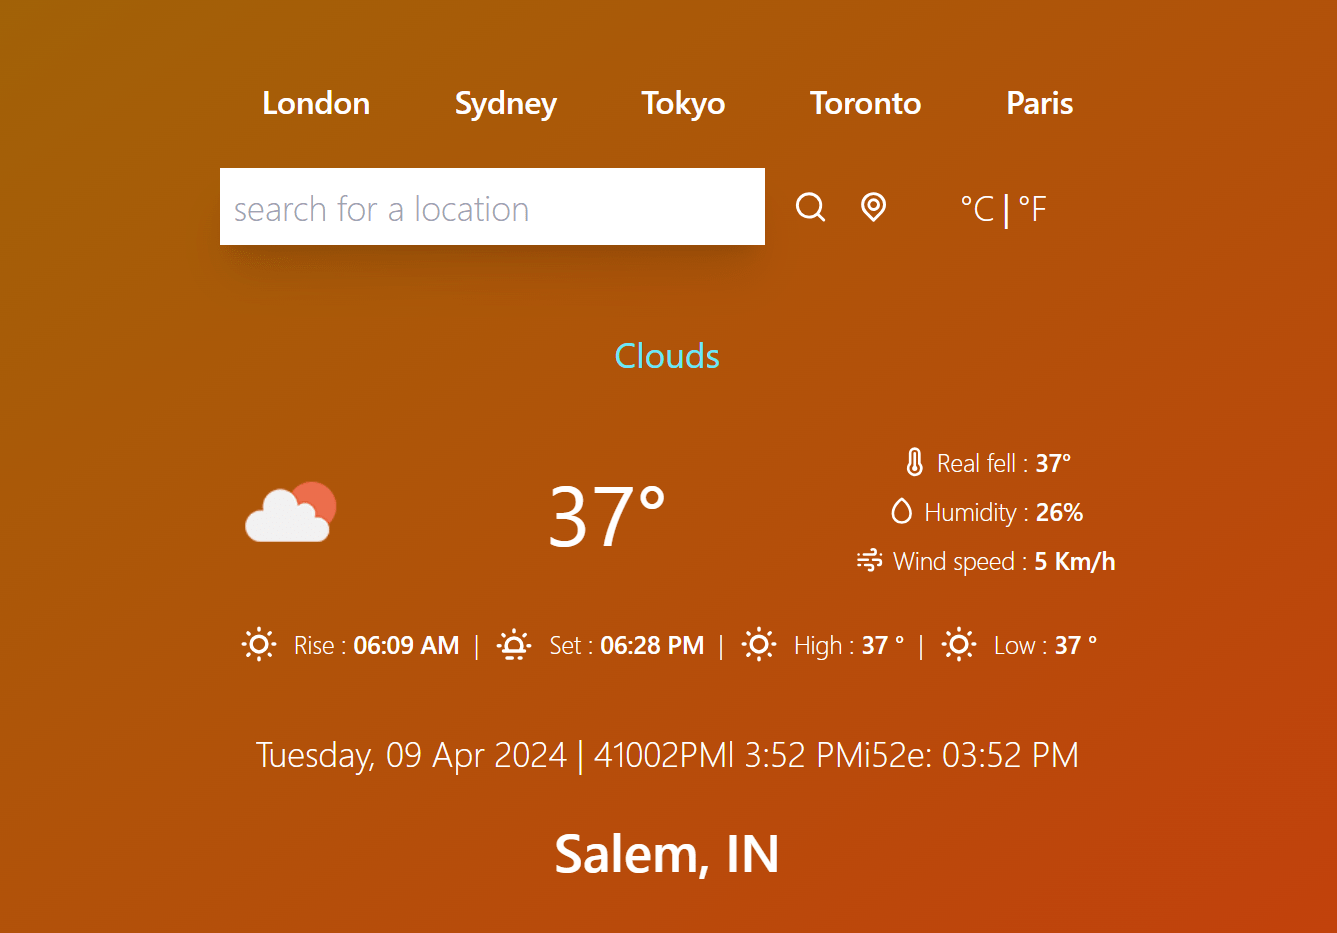 London Sydney Tokyo Toronto Paris
search for a location °C | °F
Clouds
37°
Real fell : 37°
Humidity : 26%
Wind speed : 5 Km/h
Rise : 06:09 AM | Set : 06:28 PM | High : 37 ° | Low : 37 °
Tuesday, 09 Apr 2024 | 41002PMl 3:52 PMi52e: 03:52 PM
Salem, IN